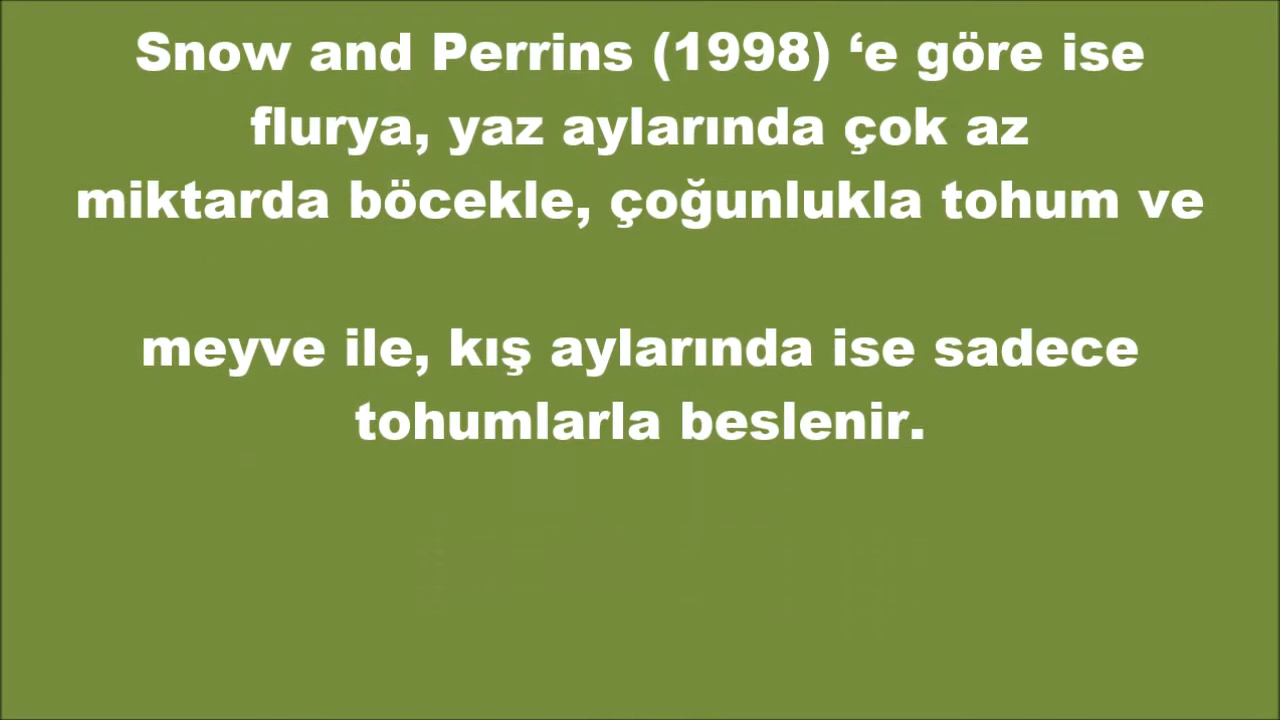 Snow and Perrins (1998) ‘e göre ise
flurya, yaz aylarında çok az
miktarda böcekle, çoğunlukla tohum ve
meyve ile, kış aylarında ise sadece
tohumlarla beslenir.